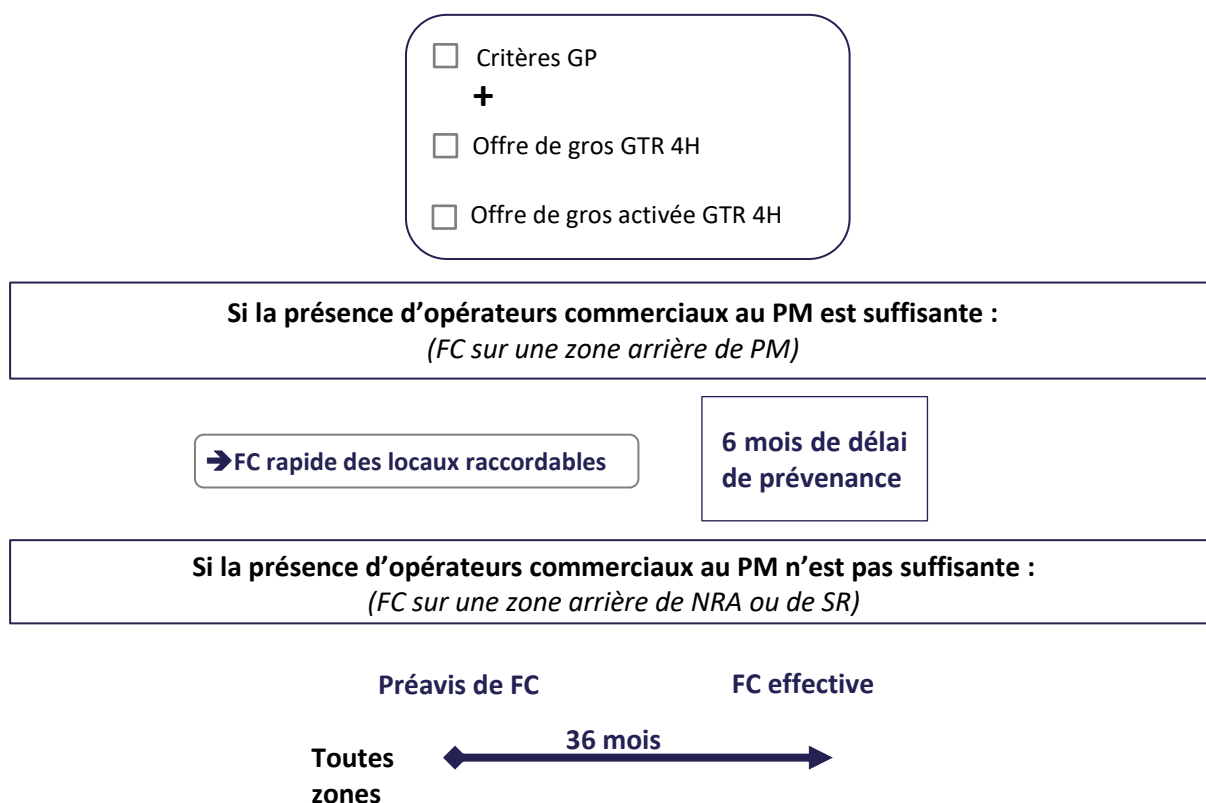 Critères GP
+
Offre de gros GTR 4H
Offre de gros activée GTR 4H
Si la présence d’opérateurs commerciaux au PM est suffisante :
(FC sur une zone arrière de PM)
➔FC rapide des locaux raccordables
6 mois de délai
de prévenance
Si la présence d’opérateurs commerciaux au PM n’est pas suffisante :
(FC sur une zone arrière de NRA ou de SR)
Préavis de FC
FC effective
36 mois
Toutes
zones